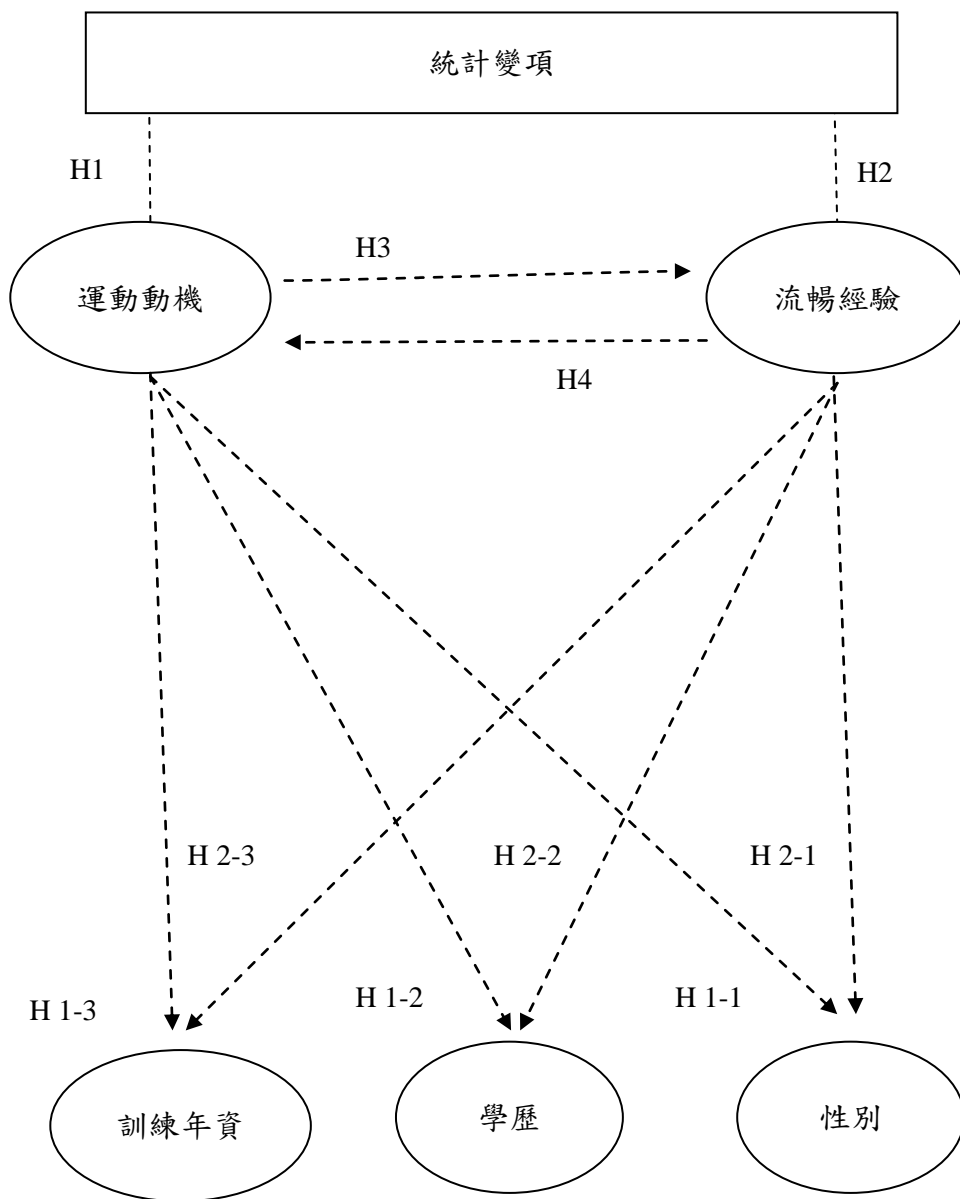 統計變項
H1
H2
H3
運動動機
流暢經驗
H4
H 2-3
H 2-2
H 2-1
H 1-3
H 1-2
H 1-1
訓練年資
學歷
性別